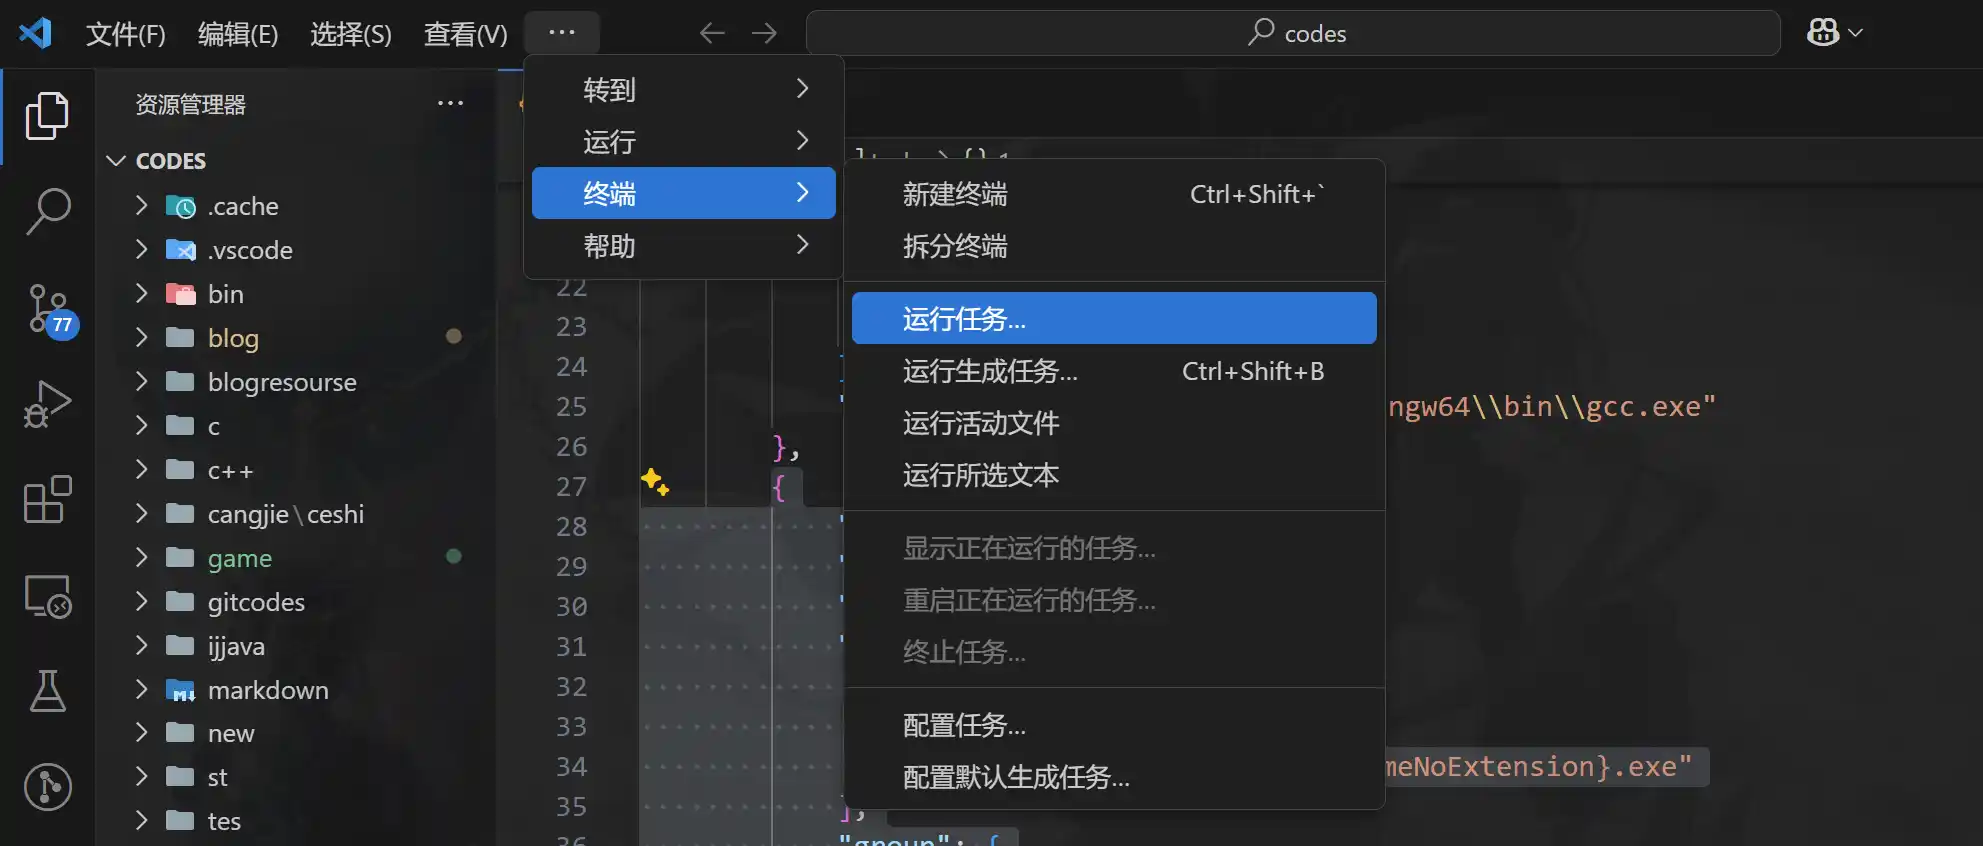 文件(F) 编辑(E) 选择(S) 查看(V) ··· codes
资源管理器 ···
CODES
.cache
.vscode
bin
blog
blogresourse
c
c++
cangjie\ceshi
game
gitcodes
ijjava
markdown
new
st
tes
77
转到
运行
终端
帮助
新建终端 Ctrl+Shift+`
拆分终端
运行任务...
运行生成任务... Ctrl+Shift+B
运行活动文件
运行所选文本
显示正在运行的任务...
重启正在运行的任务...
终止任务...
配置任务...
配置默认生成任务...
22
23
24
25 " ngw64\\bin\\gcc.exe"
26 },
27 {
28 "
29 "
30 "
31 "
32
33
34 meNoExtension}.exe"
35 ],
36 "group": {